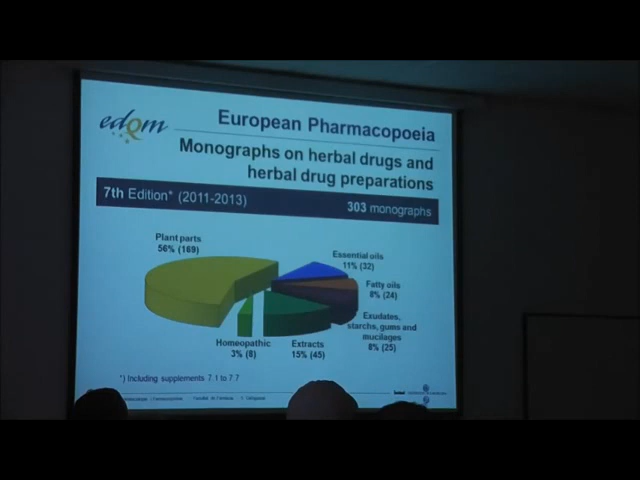 edQm
European Pharmacopoeia
Monographs on herbal drugs and
herbal drug preparations
7th Edition* (2011-2013)
303 monographs
Plant parts
56% (169)
Essential oils
11% (32)
Fatty oils
8% (24)
Exudates,
starchs, gums and
mucilages
8% (25)
Extracts
15% (45)
Homeopathic
3% (8)
*) Including supplements 7.1 to 7.7